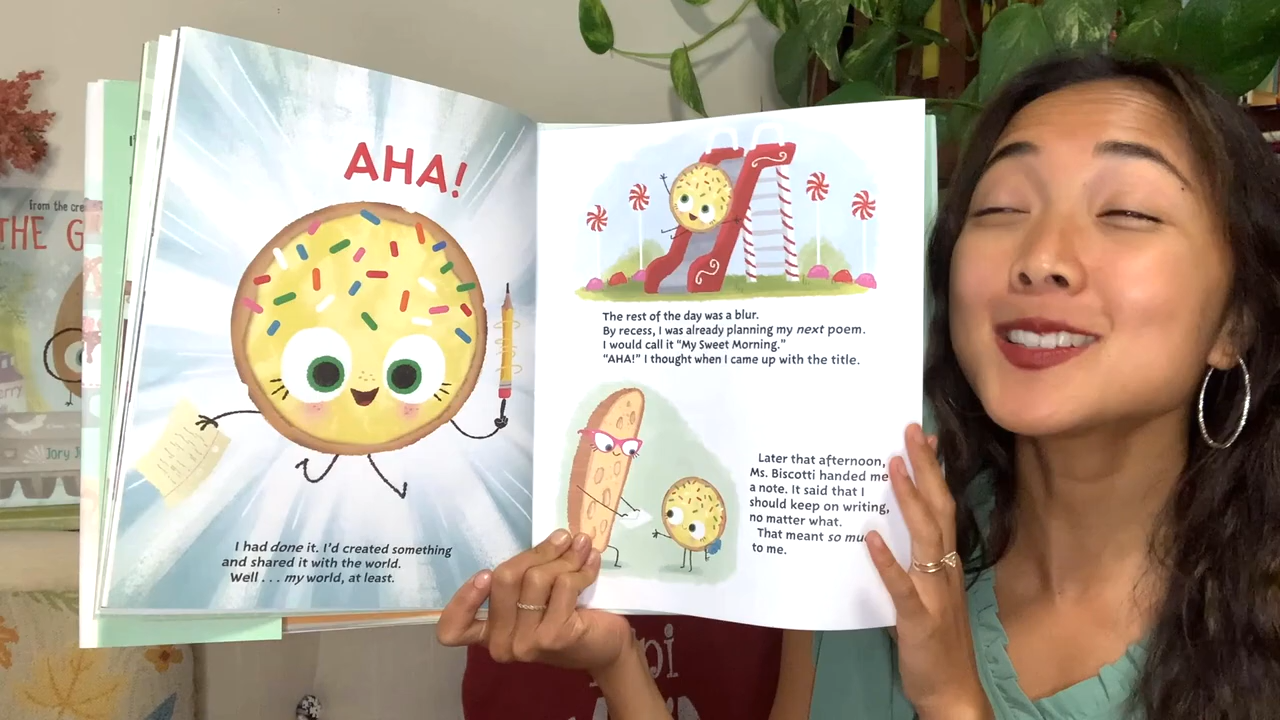 from the cre
THE G
Jory J
AHA!
I had done it. I'd created something
and shared it with the world.
Well . . . my world, at least.
The rest of the day was a blur.
By recess, I was already planning my next poem.
I would call it “My Sweet Morning.”
“AHA!” I thought when I came up with the title.
Later that afternoon,
Ms. Biscotti handed me
a note. It said that I
should keep on writing,
no matter what.
That meant so mu
to me.